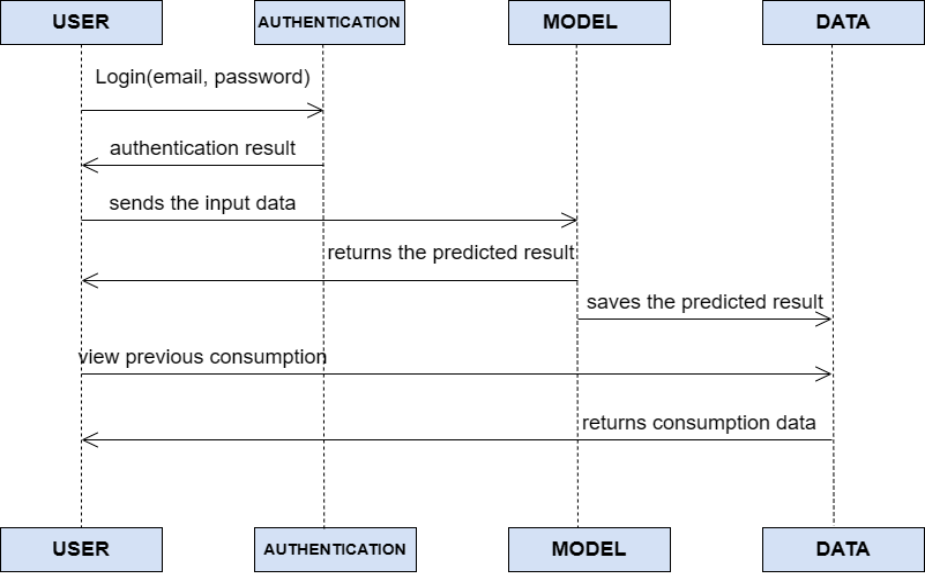 USER
AUTHENTICATION
MODEL
DATA
Login(email, password)
authentication result
sends the input data
returns the predicted result
saves the predicted result
view previous consumption
returns consumption data
USER
AUTHENTICATION
MODEL
DATA